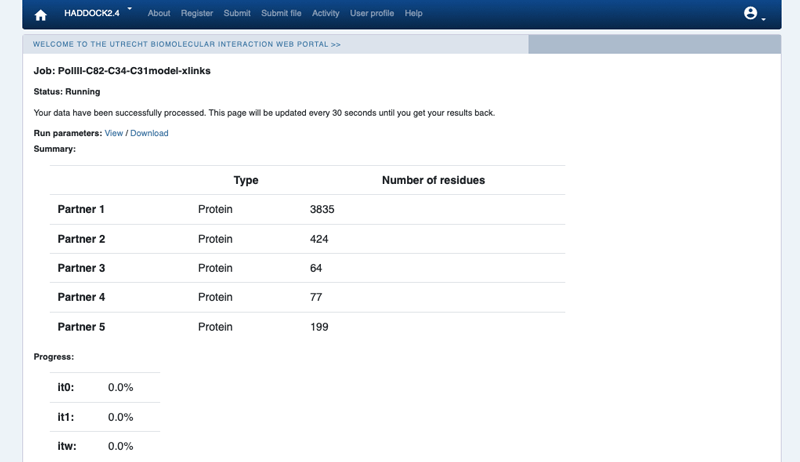 HADDOCK2.4 About Register Submit Submit file Activity User profile Help
WELCOME TO THE UTRECHT BIOMOLECULAR INTERACTION WEB PORTAL >>
Job: PolIII-C82-C34-C31model-xlinks
Status: Running
Your data have been successfully processed. This page will be updated every 30 seconds until you get your results back.
Run parameters: View / Download
Summary:
Type Number of residues
Partner 1 Protein 3835
Partner 2 Protein 424
Partner 3 Protein 64
Partner 4 Protein 77
Partner 5 Protein 199
Progress:
it0: 0.0%
it1: 0.0%
itw: 0.0%